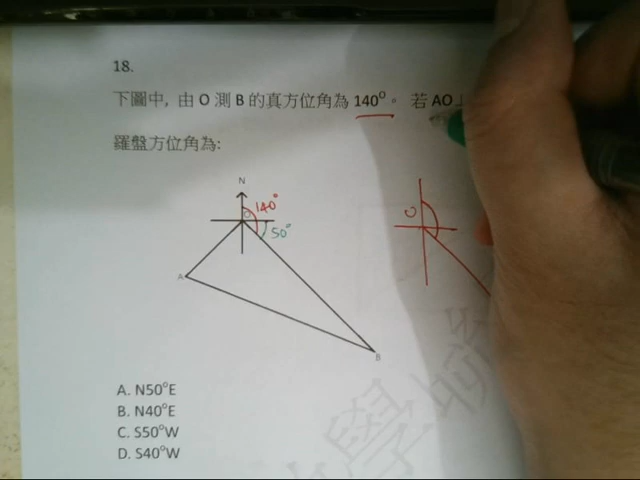 18.
下圖中, 由 O 測 B 的真方位角為 140°。 若 AO⊥
羅盤方位角為:
N
O 140°
50°
O
A
B
A. N50°E
B. N40°E
C. S50°W
D. S40°W
學